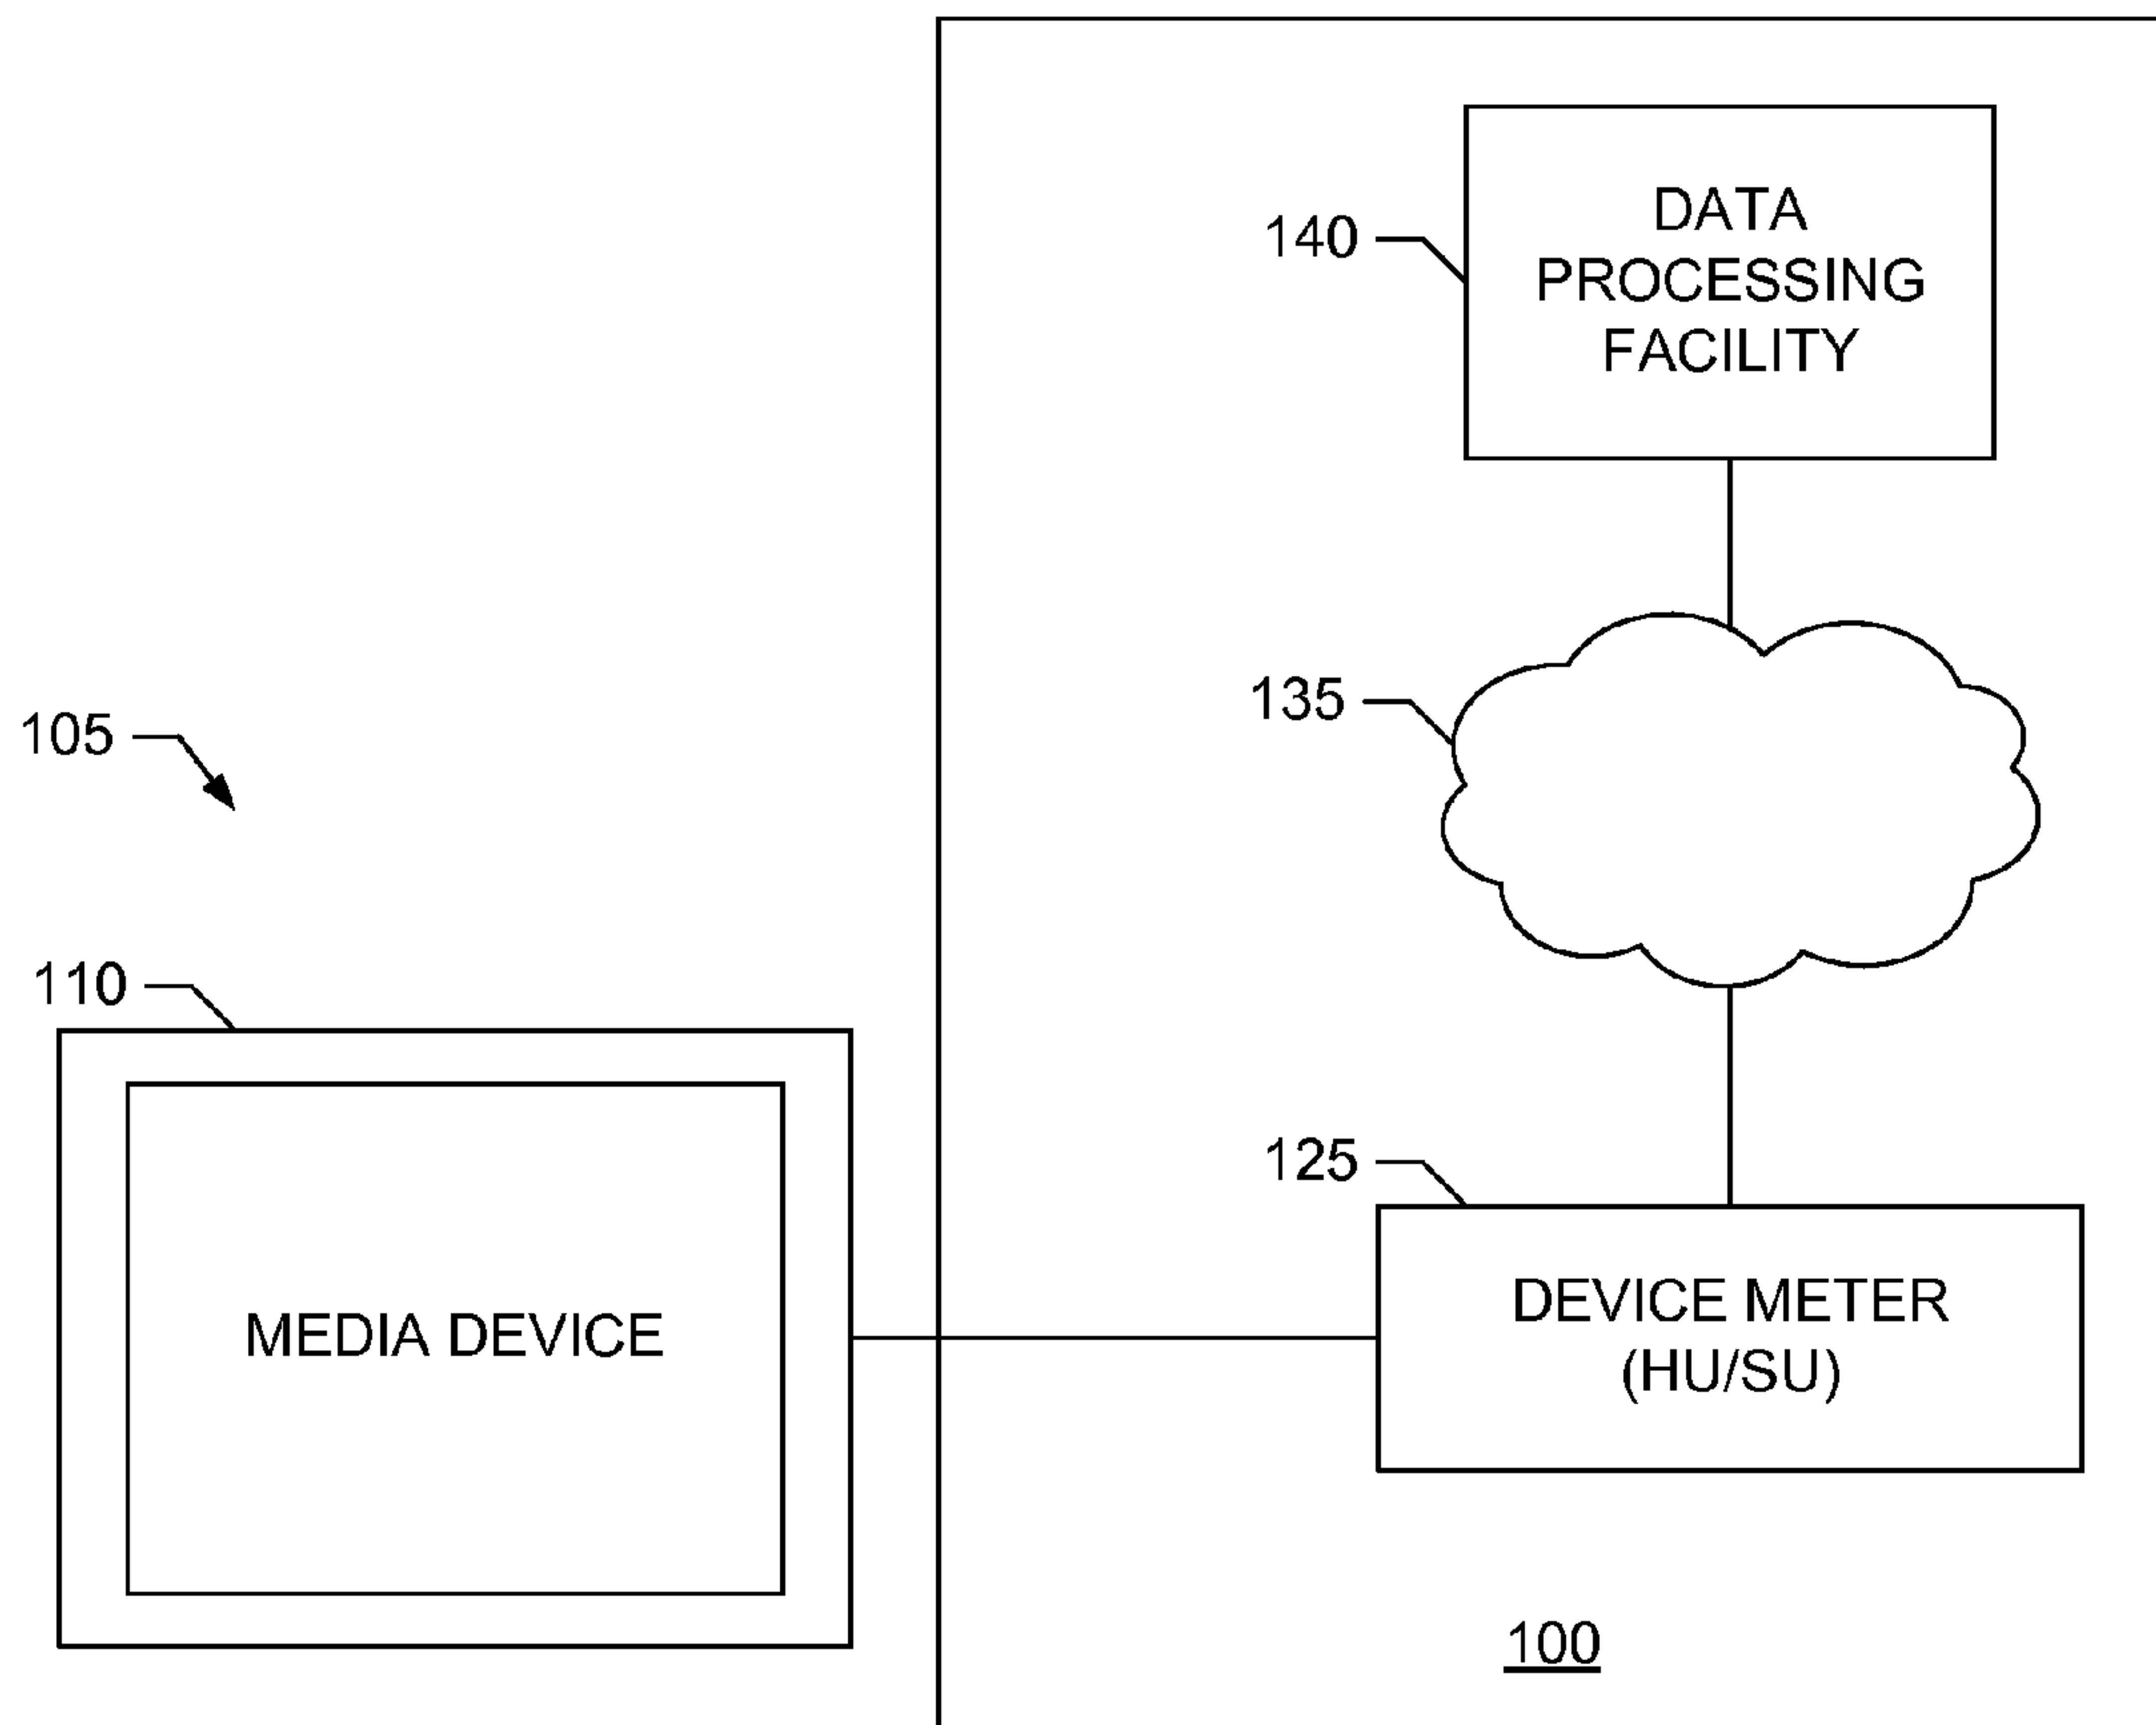 DATA
PROCESSING
FACILITY
140
135
105
110
125
DEVICE METER
(HU/SU)
MEDIA DEVICE
100